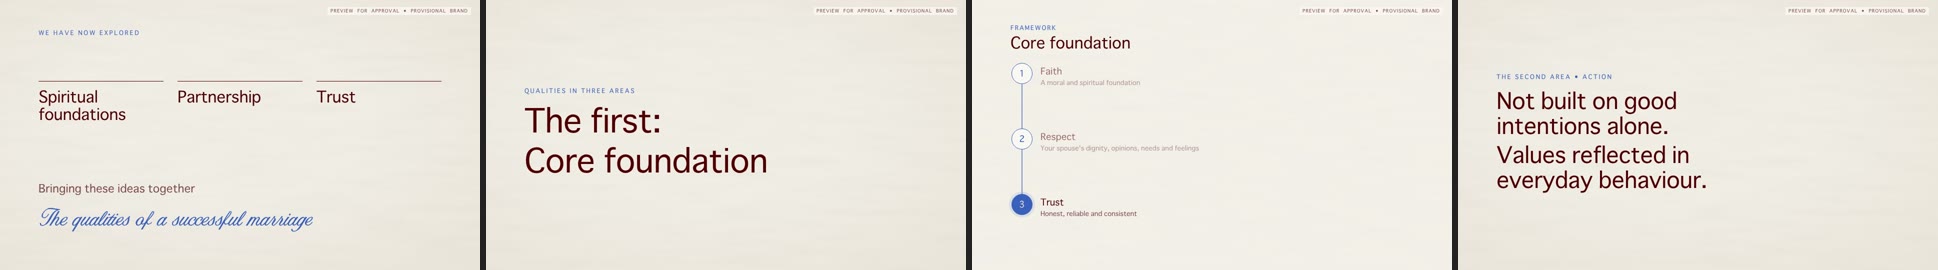 PREVIEW FOR APPROVAL • PROVISIONAL BRAND
WE HAVE NOW EXPLORED
Spiritual
foundations
Partnership
Trust
Bringing these ideas together
The qualities of a successful marriage
PREVIEW FOR APPROVAL • PROVISIONAL BRAND
QUALITIES IN THREE AREAS
The first:
Core foundation
PREVIEW FOR APPROVAL • PROVISIONAL BRAND
FRAMEWORK
Core foundation
1
Faith
A moral and spiritual foundation
2
Respect
Your spouse's dignity, opinions, needs and feelings
3
Trust
Honest, reliable and consistent
PREVIEW FOR APPROVAL • PROVISIONAL BRAND
THE SECOND AREA • ACTION
Not built on good
intentions alone.
Values reflected in
everyday behaviour.